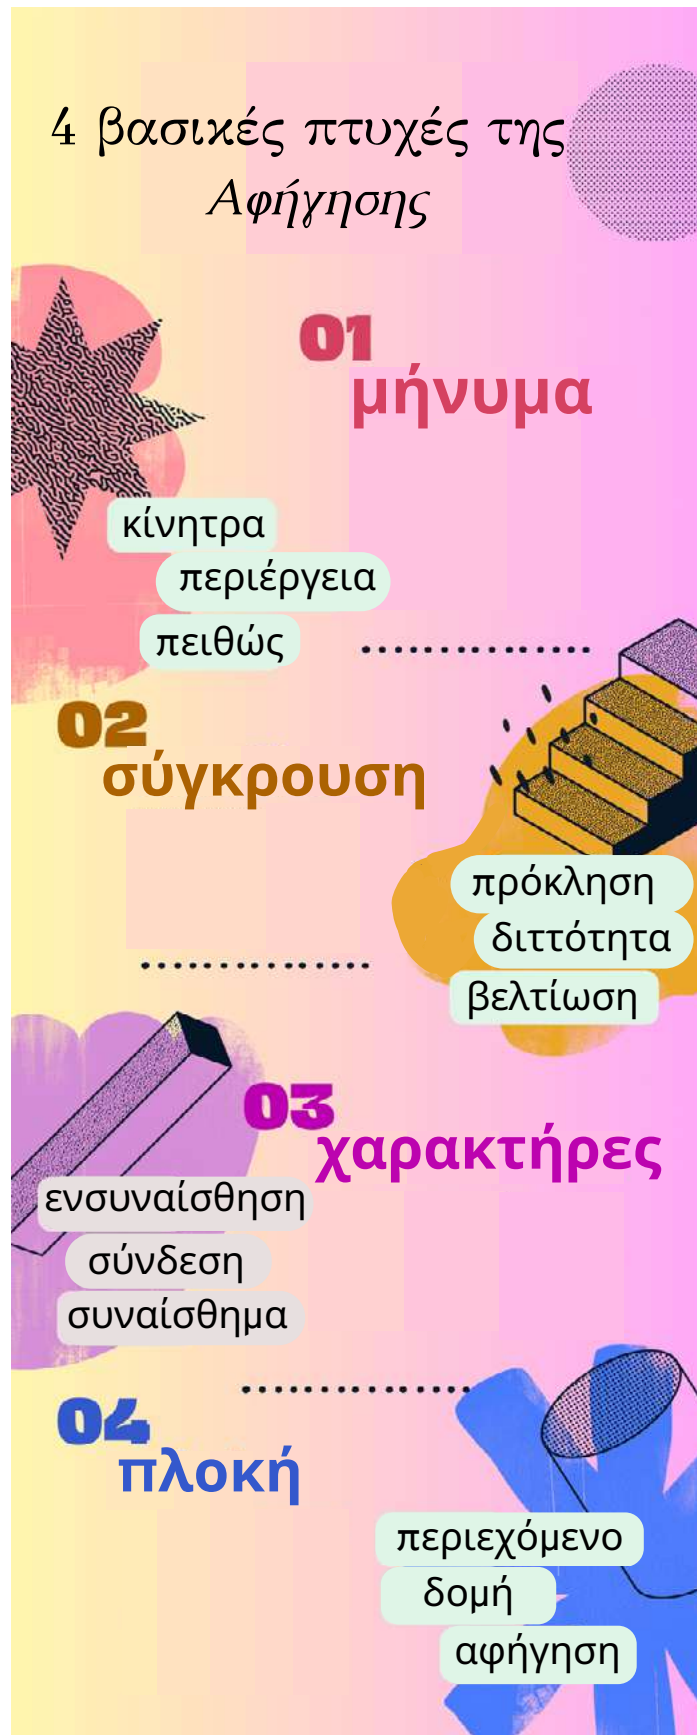 4 βασικές πτυχές της
Αφήγησης
01
μήνυμα
κίνητρα
περιέργεια
πειθώς
02
σύγκρουση
πρόκληση
διττότητα
βελτίωση
03
χαρακτήρες
ενσυναίσθηση
σύνδεση
συναίσθημα
04
πλοκή
περιεχόμενο
δομή
αφήγηση